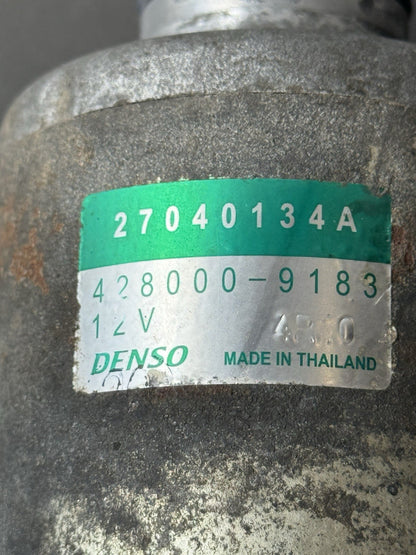 27040134A
428000-9183
12V
DENSO MADE IN THAILAND